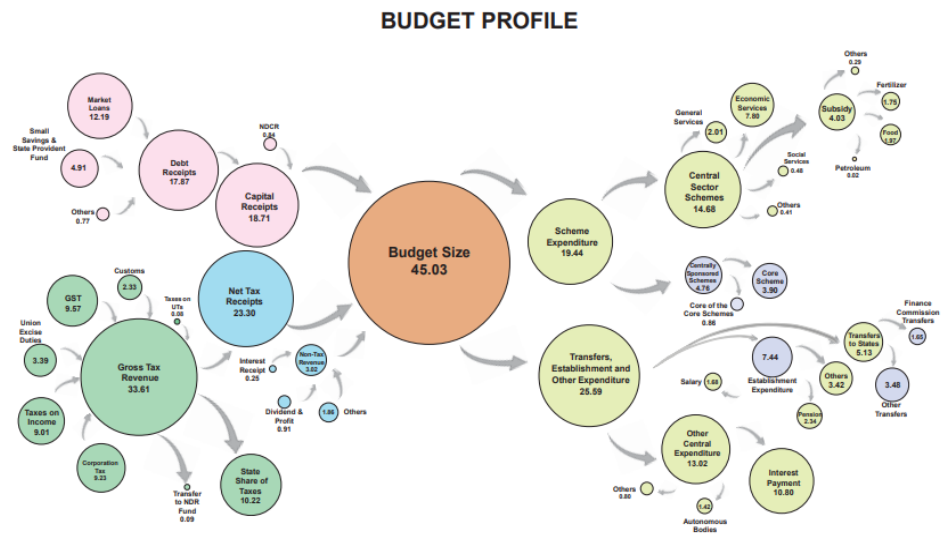 BUDGET PROFILE
Market
Loans
12.19
Small
Savings &
State Provident
Fund
4.91
Others
0.77
Debt
Receipts
17.87
NDCR
0.84
Capital
Receipts
18.71
Budget Size
45.03
Net Tax
Receipts
23.30
Customs
2.33
Taxes on
UTs
0.08
GST
9.57
Union
Excise
Duties
3.39
Gross Tax
Revenue
33.61
Taxes on
Income
9.01
Corporation
Tax
9.23
Transfer
to NDR
Fund
0.09
State
Share of
Taxes
10.22
Interest
Receipt
0.25
Non-Tax
Revenue
3.02
Dividend &
Profit
0.91
1.86
Others
Scheme
Expenditure
19.44
Central
Sector
Schemes
14.68
General
Services
2.01
Economic
Services
7.80
Subsidy
4.03
Others
0.29
Fertilizer
1.75
Food
1.97
Petroleum
0.02
Social
Services
0.48
Others
0.41
Centrally
Sponsored
Schemes
4.76
Core
Scheme
3.90
Core of the
Core Schemes
0.86
Transfers,
Establishment and
Other Expenditure
25.59
Finance
Commission
Transfers
1.65
Transfers
to States
5.13
3.48
Other
Transfers
7.44
Establishment
Expenditure
Others
3.42
Salary
1.68
Pension
2.34
Other
Central
Expenditure
13.02
Interest
Payment
10.80
Others
0.80
1.42
Autonomous
Bodies